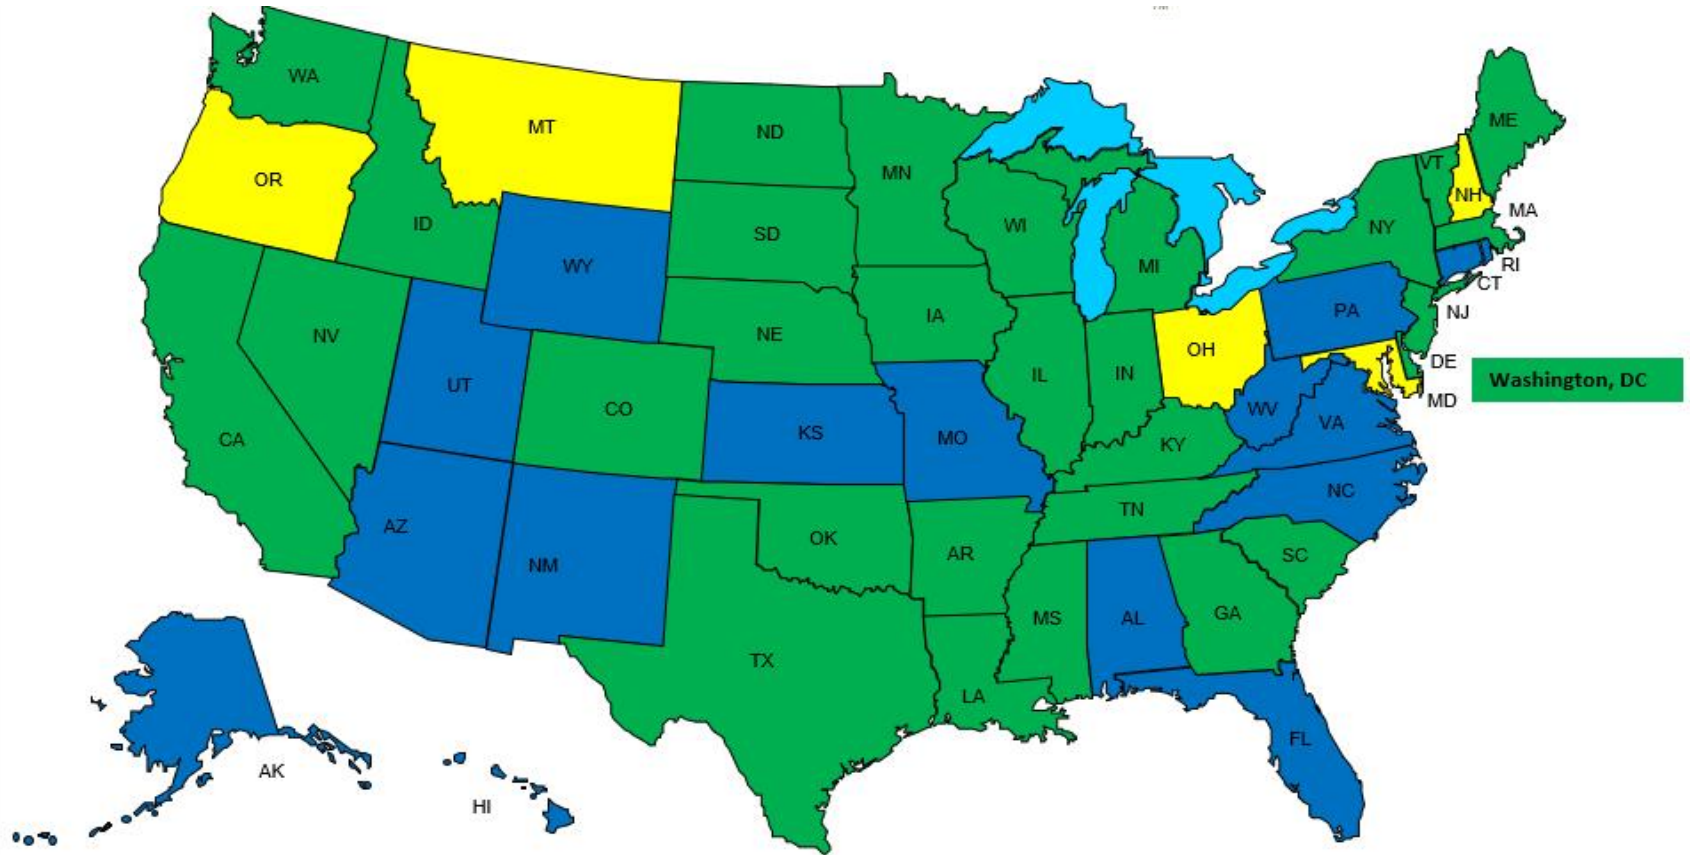 WA
MT
ND
MN
ME
OR
VT
NH
ID
SD
WI
NY
MA
WY
MI
RI
CT
NV
NE
IA
PA
NJ
UT
OH
DE
Washington, DC
CO
IL
IN
MD
CA
KS
MO
WV
VA
KY
AZ
NM
OK
AR
TN
NC
SC
TX
MS
AL
GA
LA
FL
AK
HI